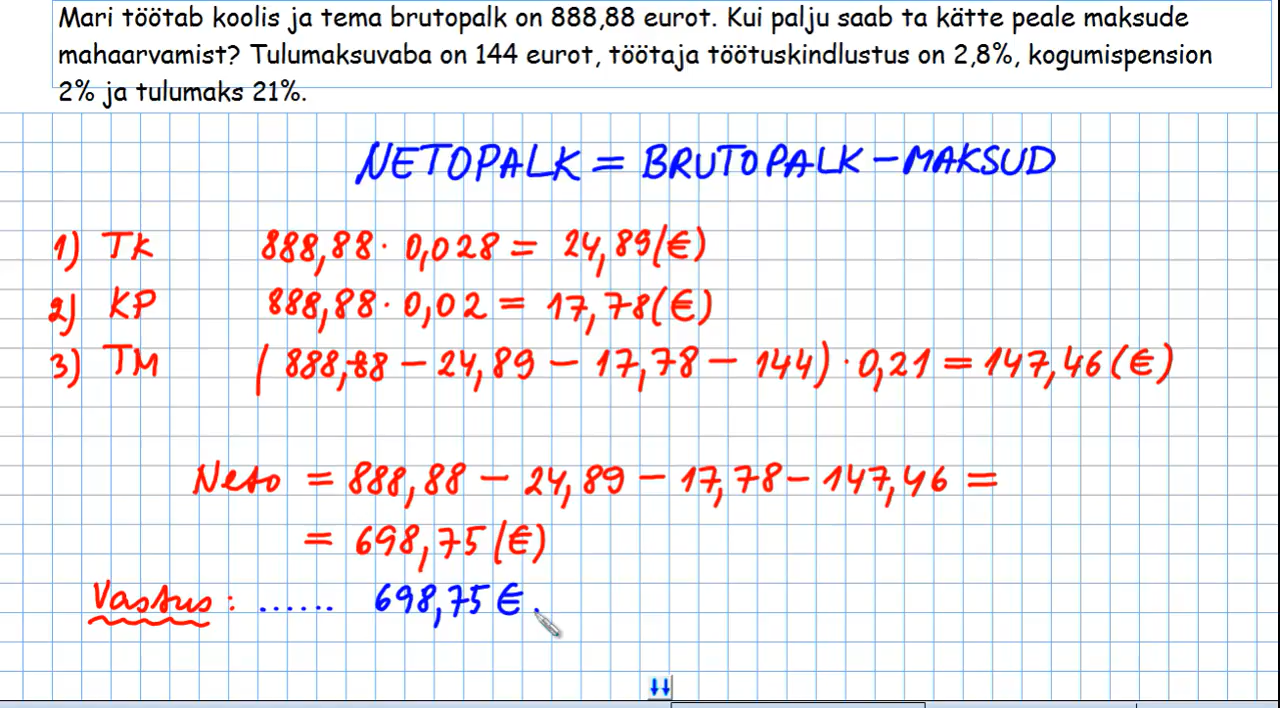 Mari töötab koolis ja tema brutopalk on 888,88 eurot. Kui palju saab ta kätte peale maksude
mahaarvamist? Tulumaksuvaba on 144 eurot, töötaja töötuskindlustus on 2,8%, kogumispension
2% ja tulumaks 21%.
NETOPALK = BRUTOPALK - MAKSUD
1) TK 888,88 · 0,028 = 24,89 (€)
2) KP 888,88 · 0,02 = 17,78 (€)
3) TM (888,88 - 24,89 - 17,78 - 144) · 0,21 = 147,46 (€)
Neto = 888,88 - 24,89 - 17,78 - 147,46 =
= 698,75 (€)
Vastus: ...... 698,75 €.